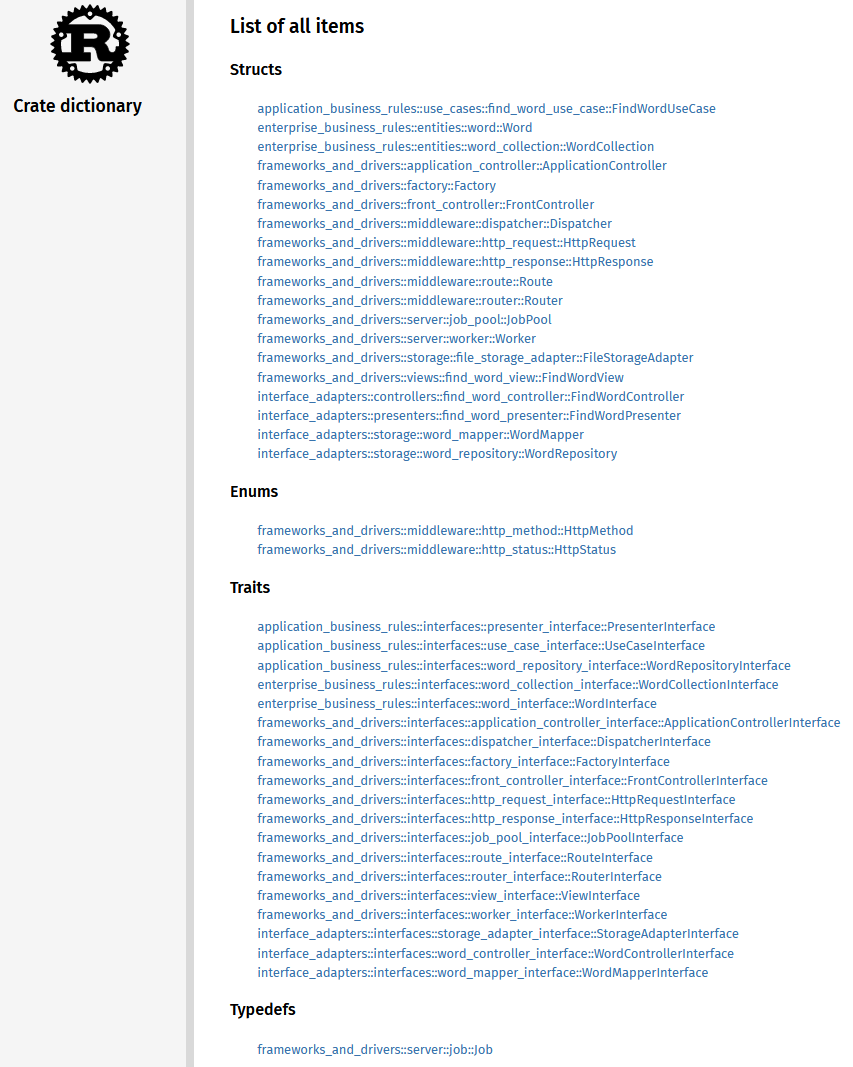 R
Crate dictionary
List of all items
Structs
application_business_rules::use_cases::find_word_use_case::FindWordUseCase
enterprise_business_rules::entities::word::Word
enterprise_business_rules::entities::word_collection::WordCollection
frameworks_and_drivers::application_controller::ApplicationController
frameworks_and_drivers::factory::Factory
frameworks_and_drivers::front_controller::FrontController
frameworks_and_drivers::middleware::dispatcher::Dispatcher
frameworks_and_drivers::middleware::http_request::HttpRequest
frameworks_and_drivers::middleware::http_response::HttpResponse
frameworks_and_drivers::middleware::route::Route
frameworks_and_drivers::middleware::router::Router
frameworks_and_drivers::server::job_pool::JobPool
frameworks_and_drivers::server::worker::Worker
frameworks_and_drivers::storage::file_storage_adapter::FileStorageAdapter
frameworks_and_drivers::views::find_word_view::FindWordView
interface_adapters::controllers::find_word_controller::FindWordController
interface_adapters::presenters::find_word_presenter::FindWordPresenter
interface_adapters::storage::word_mapper::WordMapper
interface_adapters::storage::word_repository::WordRepository
Enums
frameworks_and_drivers::middleware::http_method::HttpMethod
frameworks_and_drivers::middleware::http_status::HttpStatus
Traits
application_business_rules::interfaces::presenter_interface::PresenterInterface
application_business_rules::interfaces::use_case_interface::UseCaseInterface
application_business_rules::interfaces::word_repository_interface::WordRepositoryInterface
enterprise_business_rules::interfaces::word_collection_interface::WordCollectionInterface
enterprise_business_rules::interfaces::word_interface::WordInterface
frameworks_and_drivers::interfaces::application_controller_interface::ApplicationControllerInterface
frameworks_and_drivers::interfaces::dispatcher_interface::DispatcherInterface
frameworks_and_drivers::interfaces::factory_interface::FactoryInterface
frameworks_and_drivers::interfaces::front_controller_interface::FrontControllerInterface
frameworks_and_drivers::interfaces::http_request_interface::HttpRequestInterface
frameworks_and_drivers::interfaces::http_response_interface::HttpResponseInterface
frameworks_and_drivers::interfaces::job_pool_interface::JobPoolInterface
frameworks_and_drivers::interfaces::route_interface::RouteInterface
frameworks_and_drivers::interfaces::router_interface::RouterInterface
frameworks_and_drivers::interfaces::view_interface::ViewInterface
frameworks_and_drivers::interfaces::worker_interface::WorkerInterface
interface_adapters::interfaces::storage_adapter_interface::StorageAdapterInterface
interface_adapters::interfaces::word_controller_interface::WordControllerInterface
interface_adapters::interfaces::word_mapper_interface::WordMapperInterface
Typedefs
frameworks_and_drivers::server::job::Job